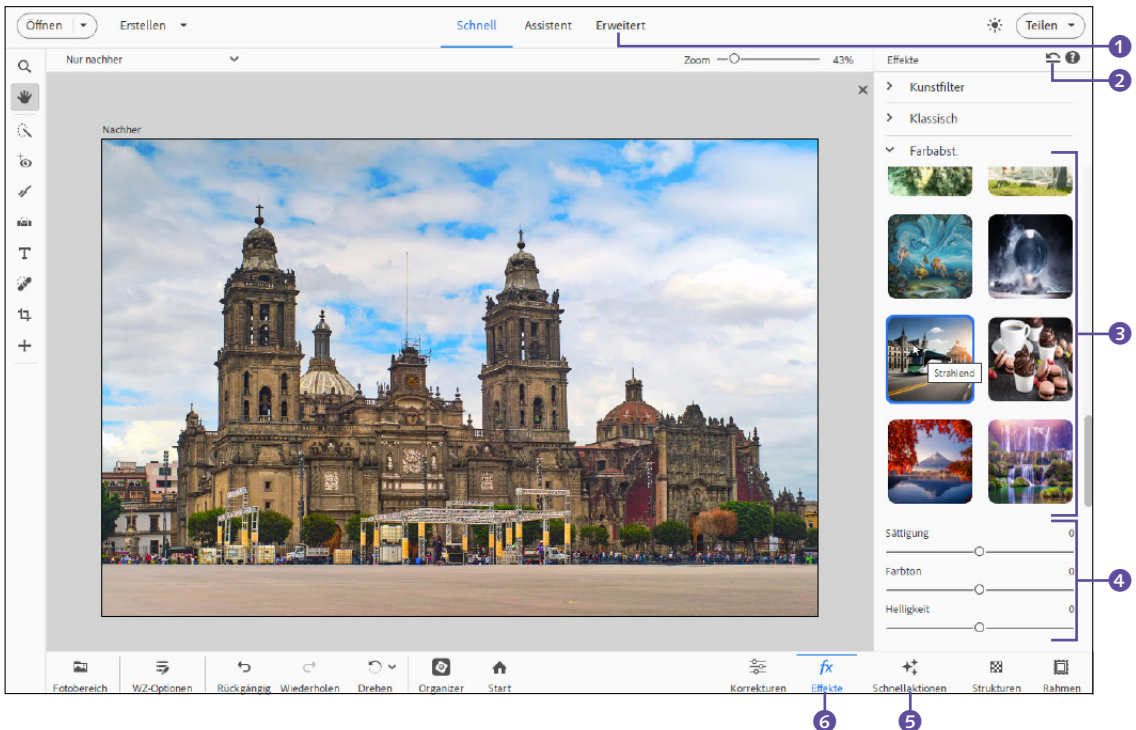 Öffnen
Erstellen
Schnell
Assistent
Erweitert
Teilen
1
Nur nachher
Zoom
43%
Effekte
2
Kunstfilter
Klassisch
Nachher
Farbabst.
3
Strahlend
Sättigung 0
Farbton 0
4
Helligkeit 0
Fotobereich
WZ-Optionen
Rückgängig
Wiederholen
Drehen
Organizer
Start
Korrekturen
fx
Effekte
Schnellaktionen
Strukturen
Rahmen
6
5